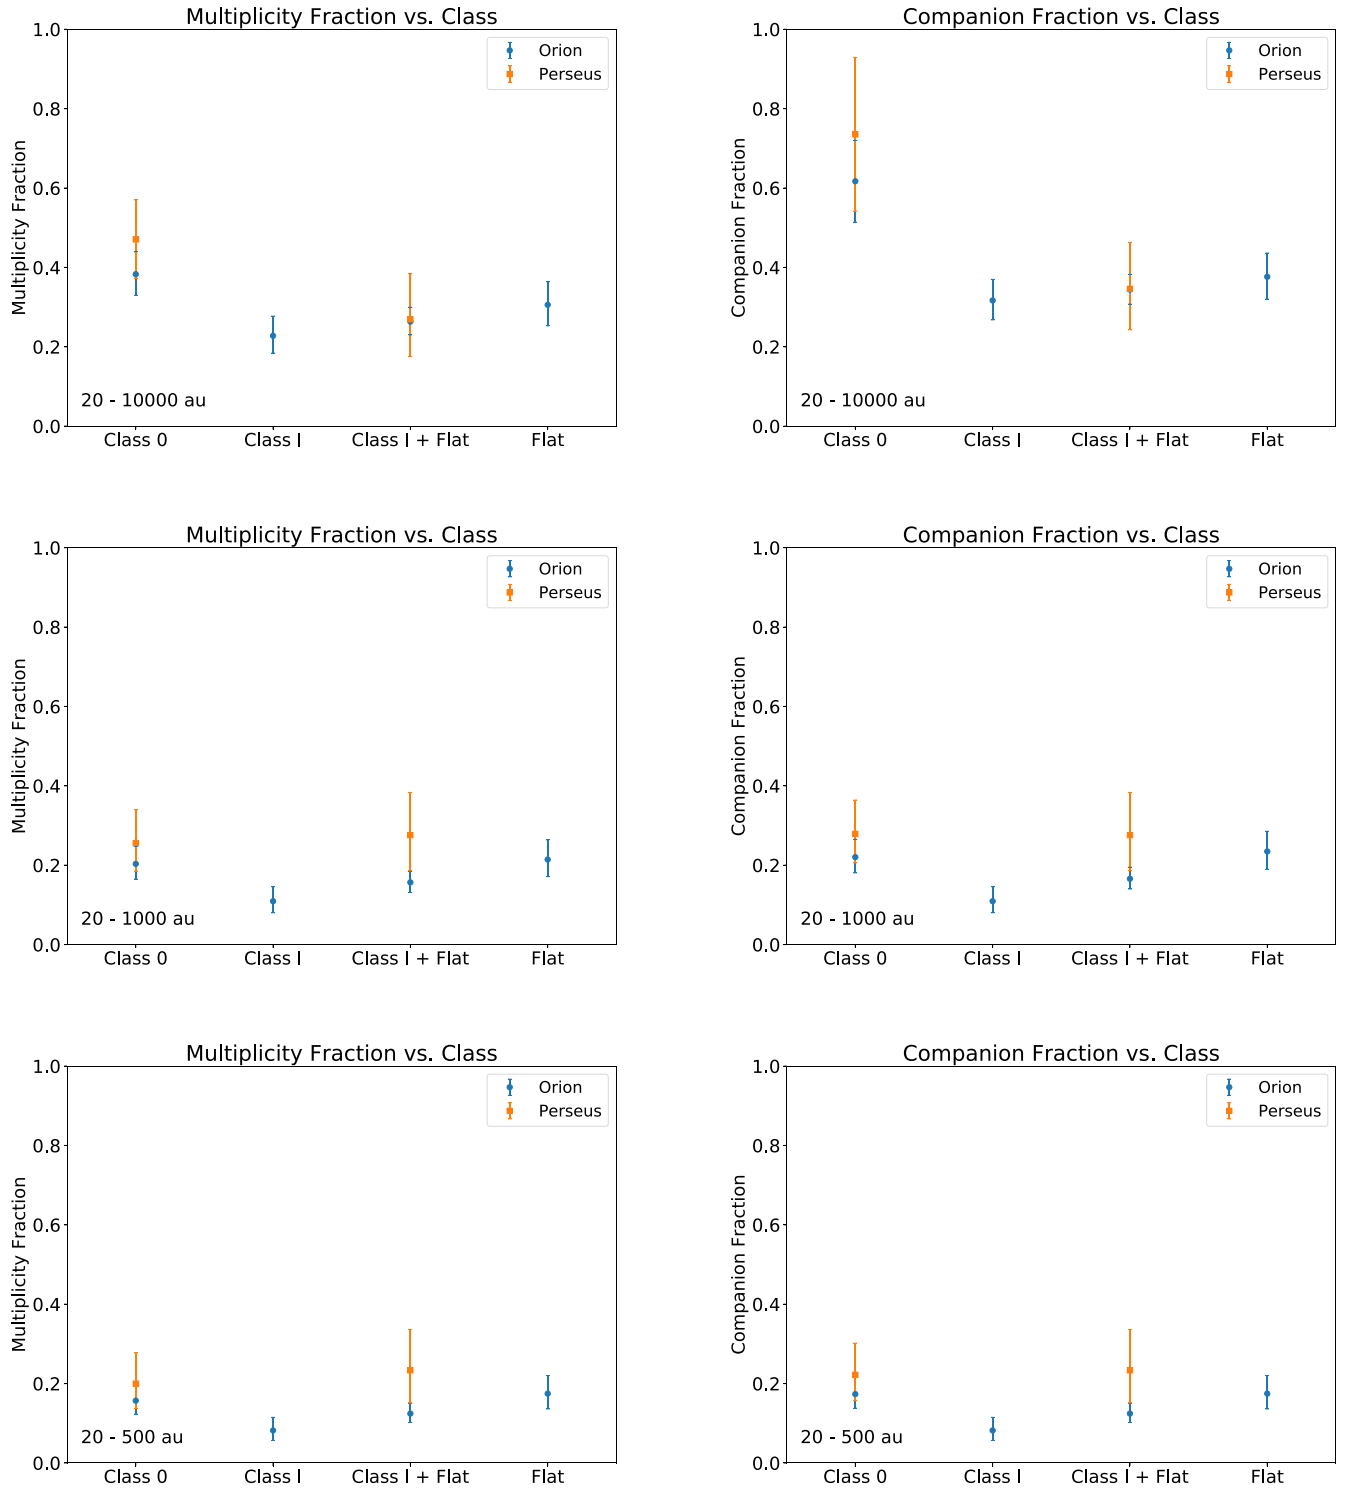 Multiplicity Fraction vs. Class
Multiplicity Fraction
1.0
0.8
0.6
0.4
0.2
0.0
Orion
Perseus
20 - 10000 au
Class 0
Class I
Class I + Flat
Flat
Companion Fraction vs. Class
Companion Fraction
1.0
0.8
0.6
0.4
0.2
0.0
Orion
Perseus
20 - 10000 au
Class 0
Class I
Class I + Flat
Flat
Multiplicity Fraction vs. Class
Multiplicity Fraction
1.0
0.8
0.6
0.4
0.2
0.0
Orion
Perseus
20 - 1000 au
Class 0
Class I
Class I + Flat
Flat
Companion Fraction vs. Class
Companion Fraction
1.0
0.8
0.6
0.4
0.2
0.0
Orion
Perseus
20 - 1000 au
Class 0
Class I
Class I + Flat
Flat
Multiplicity Fraction vs. Class
Multiplicity Fraction
1.0
0.8
0.6
0.4
0.2
0.0
Orion
Perseus
20 - 500 au
Class 0
Class I
Class I + Flat
Flat
Companion Fraction vs. Class
Companion Fraction
1.0
0.8
0.6
0.4
0.2
0.0
Orion
Perseus
20 - 500 au
Class 0
Class I
Class I + Flat
Flat